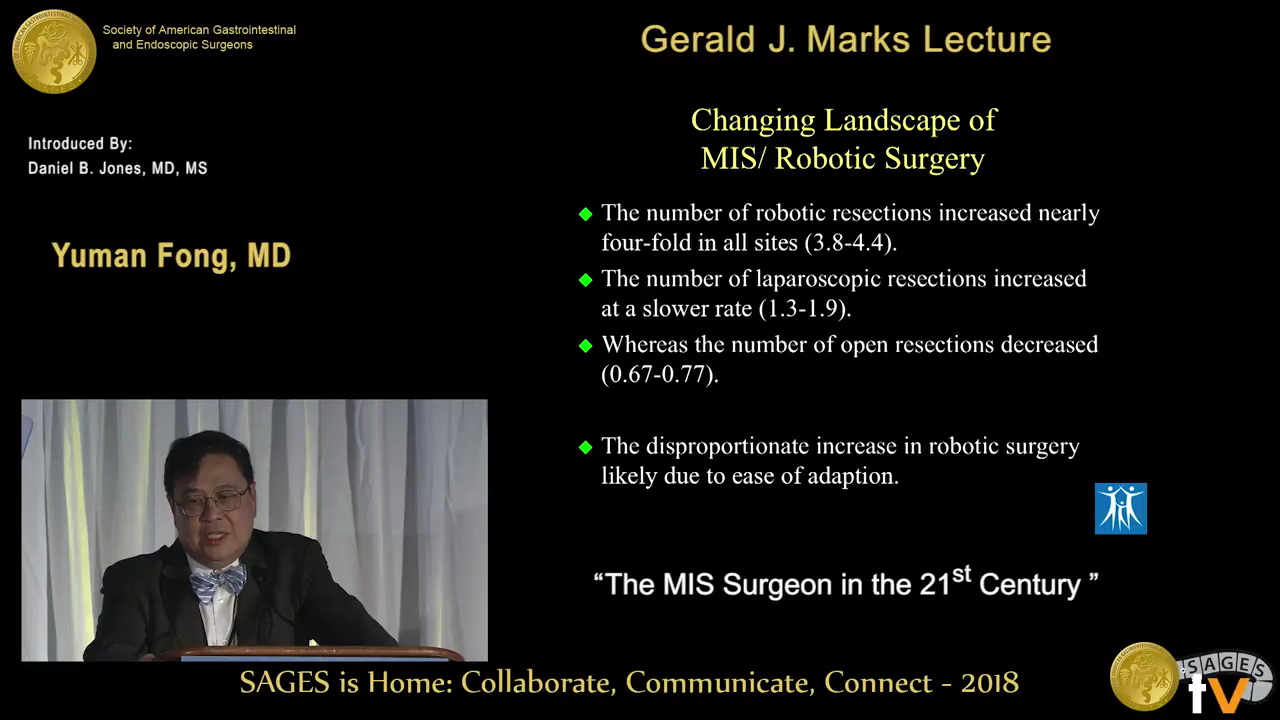 Society of American Gastrointestinal
and Endoscopic Surgeons
Gerald J. Marks Lecture
Introduced By:
Daniel B. Jones, MD, MS
Yuman Fong, MD
Changing Landscape of
MIS/ Robotic Surgery
The number of robotic resections increased nearly
four-fold in all sites (3.8-4.4).
The number of laparoscopic resections increased
at a slower rate (1.3-1.9).
Whereas the number of open resections decreased
(0.67-0.77).
The disproportionate increase in robotic surgery
likely due to ease of adaption.
“The MIS Surgeon in the 21st Century ”
SAGES is Home: Collaborate, Communicate, Connect - 2018
SAGES
tv